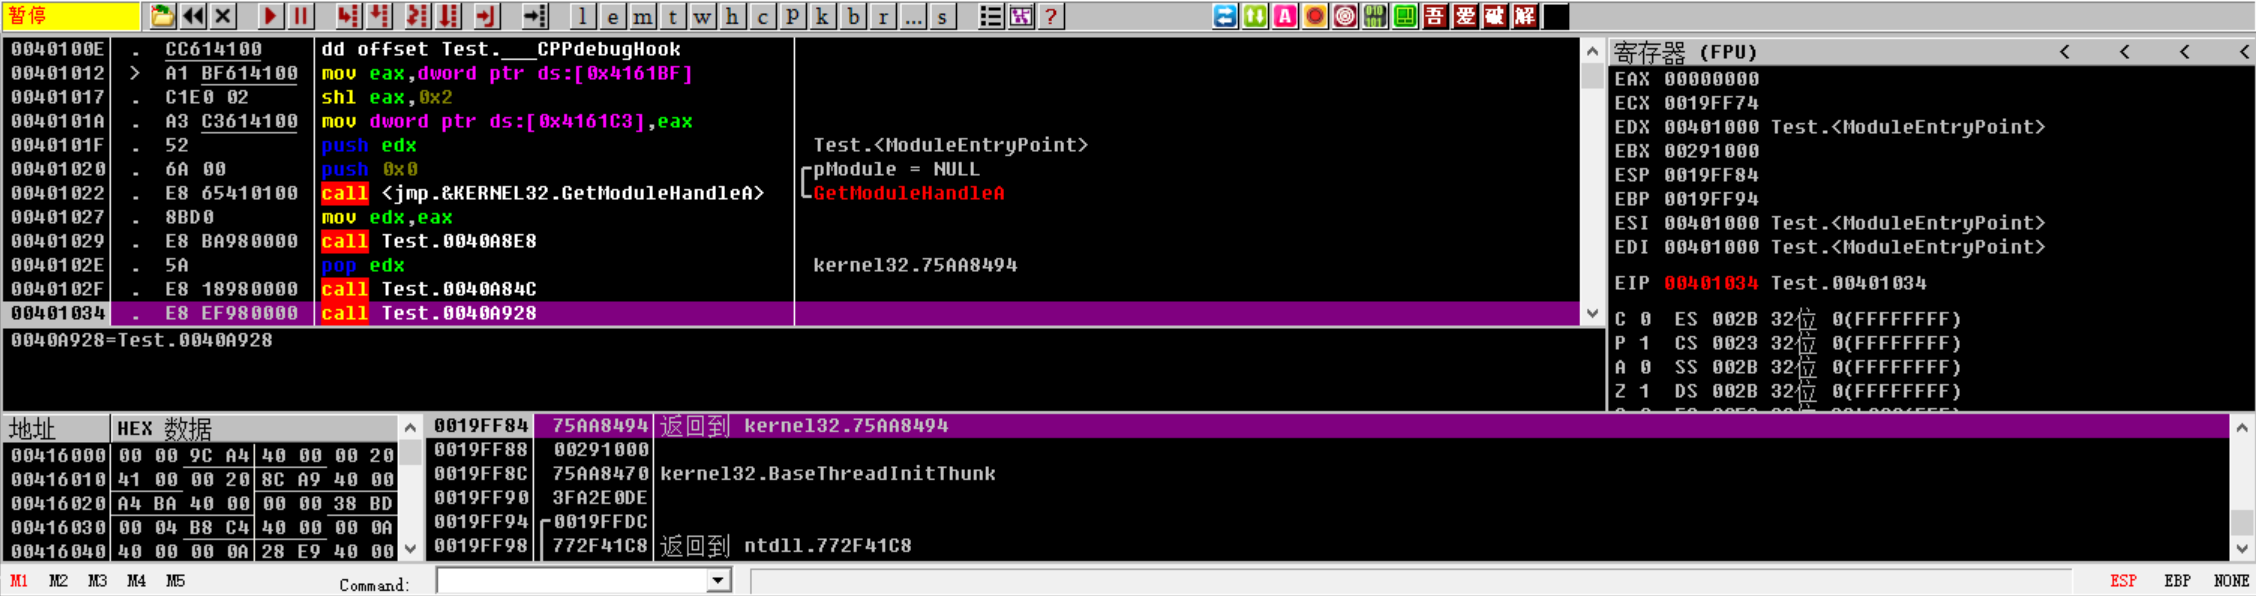 暂停
l e m t w h c p k b r ... s ?
A 010 101 吾 爱 破 解
0040100E . CC614100 dd offset Test.___CPPdebugHook
00401012 > A1 BF614100 mov eax,dword ptr ds:[0x4161BF]
00401017 . C1E0 02 shl eax,0x2
0040101A . A3 C3614100 mov dword ptr ds:[0x4161C3],eax
0040101F . 52 push edx Test.<ModuleEntryPoint>
00401020 . 6A 00 push 0x0 pModule = NULL
00401022 . E8 65410100 call <jmp.&KERNEL32.GetModuleHandleA> GetModuleHandleA
00401027 . 8BD0 mov edx,eax
00401029 . E8 BA980000 call Test.0040A8E8
0040102E . 5A pop edx kernel32.75AA8494
0040102F . E8 18980000 call Test.0040A84C
00401034 . E8 EF980000 call Test.0040A928
0040A928=Test.0040A928
寄存器 (FPU) < < < <
EAX 00000000
ECX 0019FF74
EDX 00401000 Test.<ModuleEntryPoint>
EBX 00291000
ESP 0019FF84
EBP 0019FF94
ESI 00401000 Test.<ModuleEntryPoint>
EDI 00401000 Test.<ModuleEntryPoint>
EIP 00401034 Test.00401034
C 0 ES 002B 32位 0(FFFFFFFF)
P 1 CS 0023 32位 0(FFFFFFFF)
A 0 SS 002B 32位 0(FFFFFFFF)
Z 1 DS 002B 32位 0(FFFFFFFF)
地址 HEX 数据
00416000 00 00 9C A4 40 00 00 20
00416010 41 00 00 20 8C A9 40 00
00416020 A4 BA 40 00 00 00 38 BD
00416030 00 04 B8 C4 40 00 00 0A
00416040 40 00 00 0A 28 E9 40 00
0019FF84 75AA8494 返回到 kernel32.75AA8494
0019FF88 00291000
0019FF8C 75AA8470 kernel32.BaseThreadInitThunk
0019FF90 3FA2E0DE
0019FF94 0019FFDC
0019FF98 772F41C8 返回到 ntdll.772F41C8
M1 M2 M3 M4 M5 Command: ESP EBP NONE